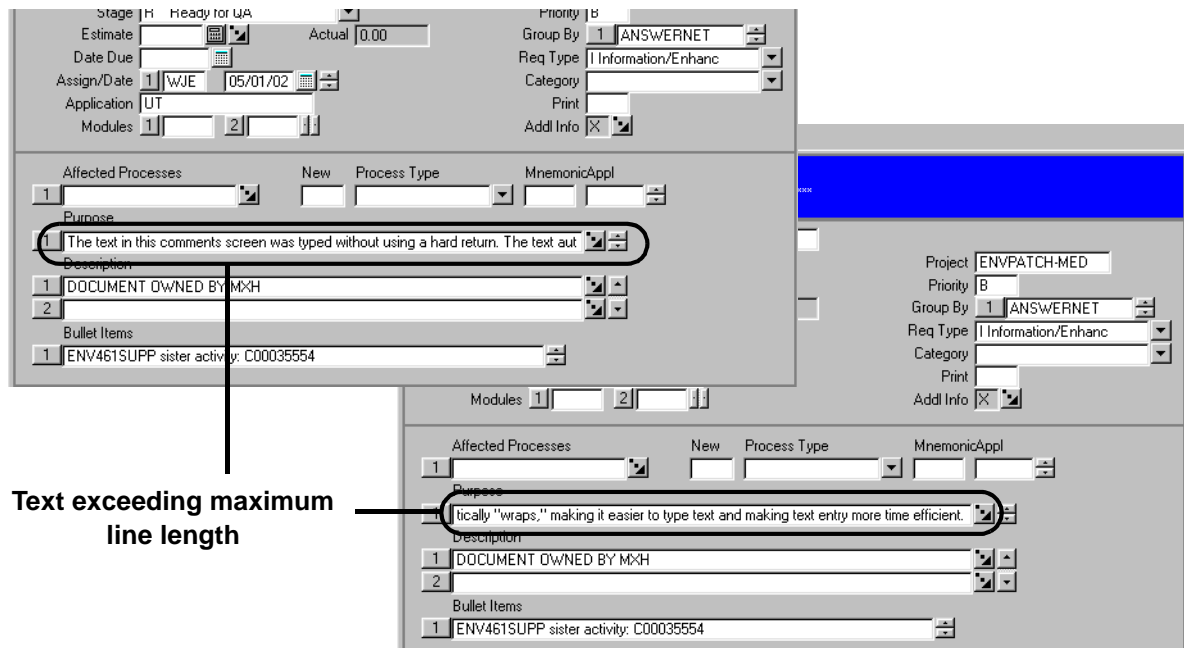 Stage R Ready for QA Priority B
Estimate Actual 0.00 Group By 1 ANSWERNET
Date Due Req Type I Information/Enhanc
Assign/Date 1 WJE 05/01/02 Category
Application UT Print
Modules 1 2 Addl Info X
Affected Processes New Process Type MnemonicAppl
1
Purpose
1 The text in this comments screen was typed without using a hard return. The text aut
Description
1 DOCUMENT OWNED BY MXH
2
Bullet Items
1 ENV461SUPP sister activity: C00035554
Text exceeding maximum
line length
xxx
Project ENVPATCH-MED
Priority B
Group By 1 ANSWERNET
Req Type I Information/Enhanc
Category
Print
Modules 1 2 Addl Info X
Affected Processes New Process Type MnemonicAppl
1
Purpose
1 tically "wraps," making it easier to type text and making text entry more time efficient.
Description
1 DOCUMENT OWNED BY MXH
2
Bullet Items
1 ENV461SUPP sister activity: C00035554